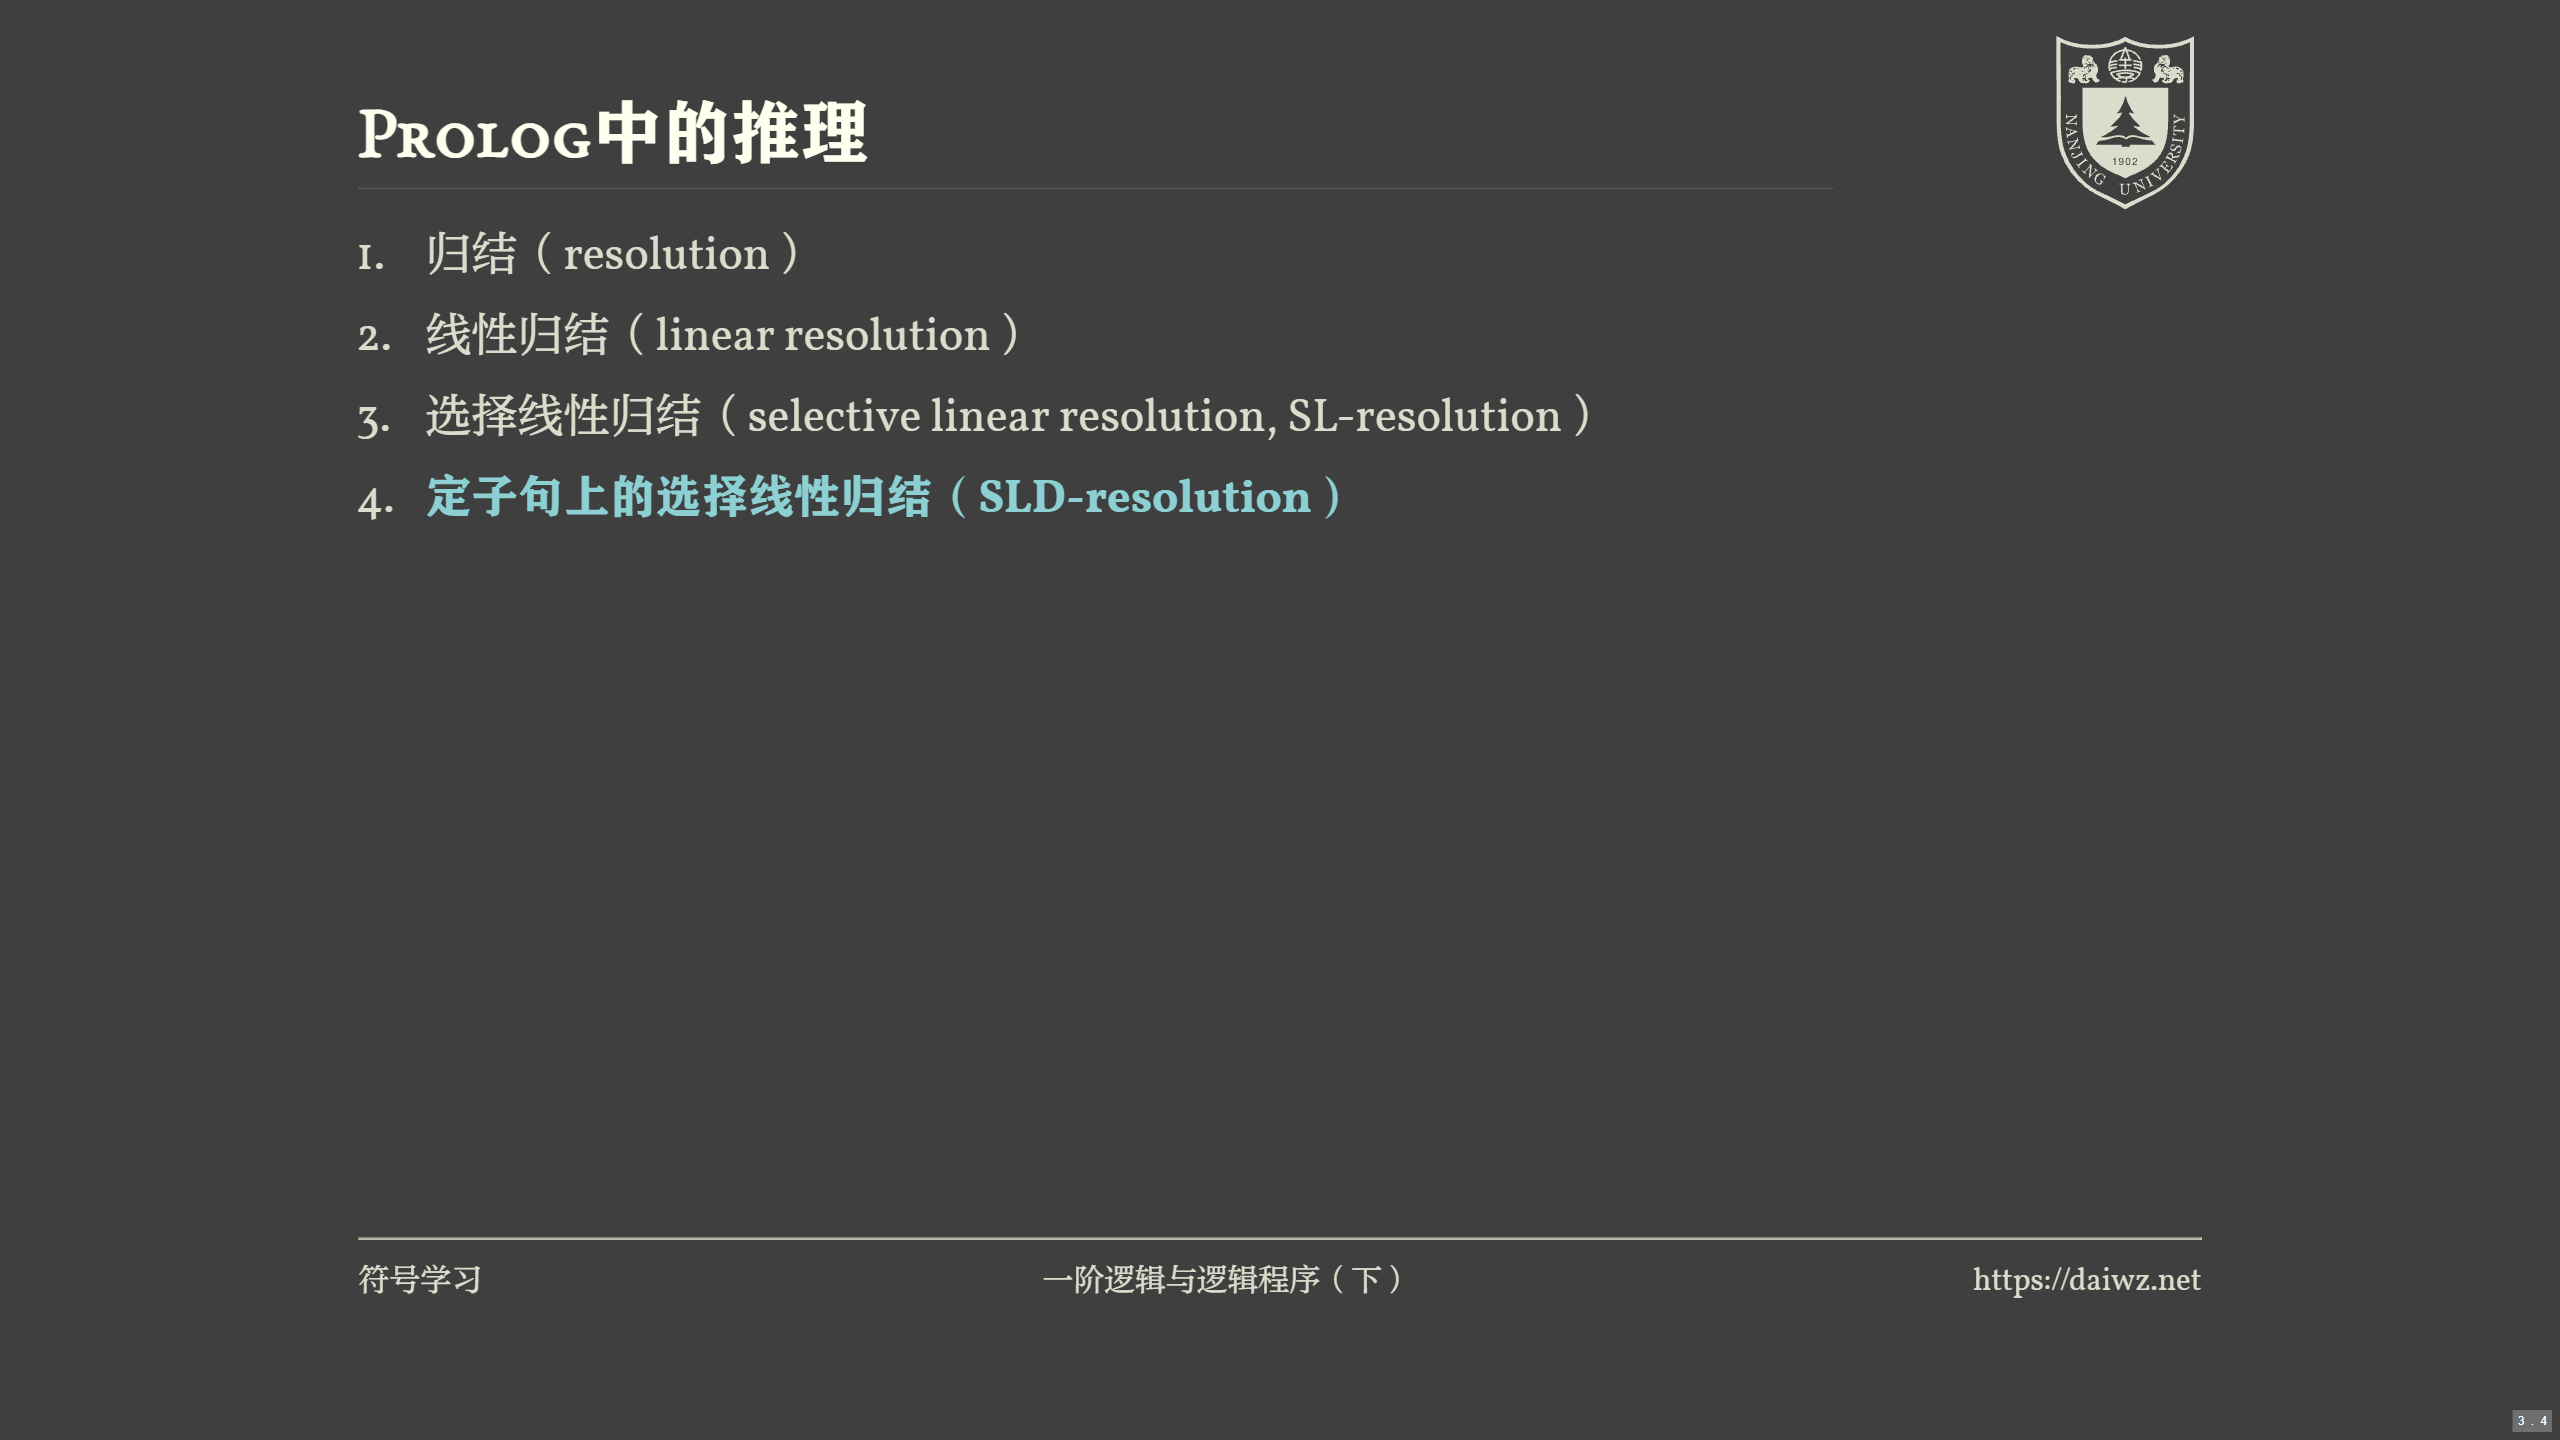 Prolog中的推理
1. 归结（resolution）
2. 线性归结（linear resolution）
3. 选择线性归结（selective linear resolution, SL-resolution）
4. 定子句上的选择线性归结（SLD-resolution）
NANJING UNIVERSITY
1902
符号学习
一阶逻辑与逻辑程序（下）
https://daiwz.net
3 . 4